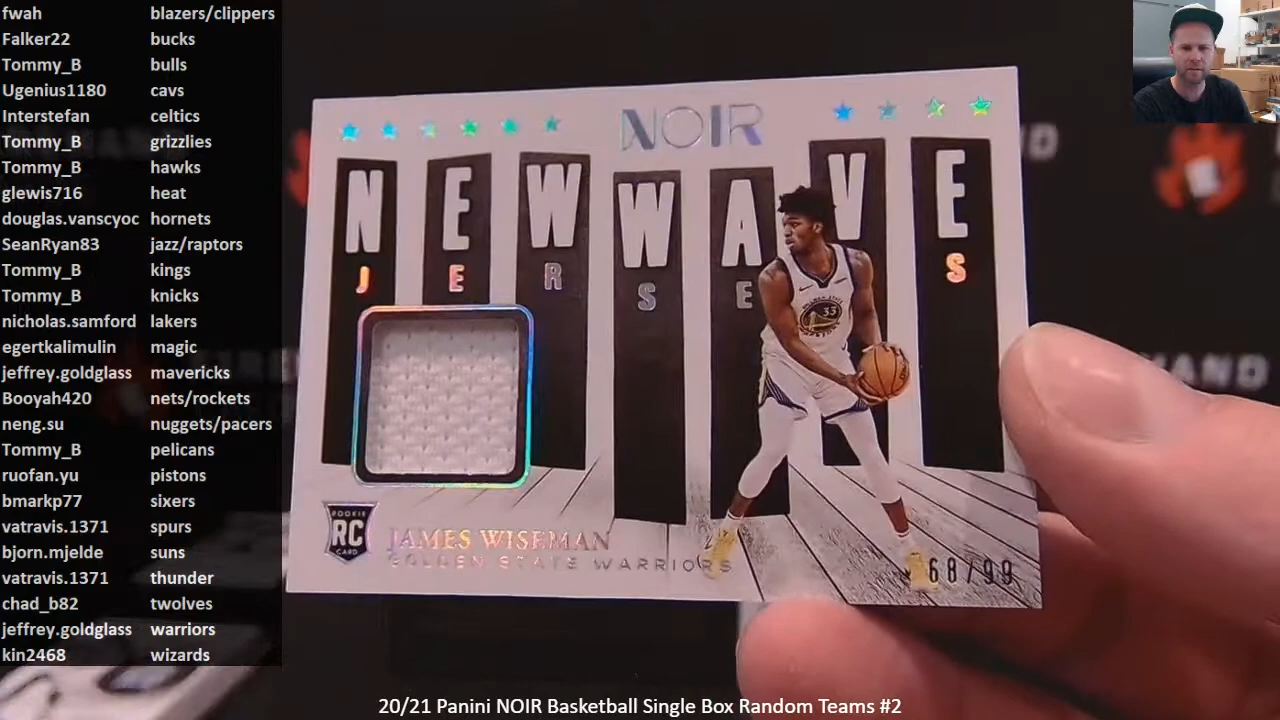 fwah blazers/clippers
Falker22 bucks
Tommy_B bulls
Ugenius1180 cavs
Interstefan celtics
Tommy_B grizzlies
Tommy_B hawks
glewis716 heat
douglas.vanscyoc hornets
SeanRyan83 jazz/raptors
Tommy_B kings
Tommy_B knicks
nicholas.samford lakers
egertkalimulin magic
jeffrey.goldglass mavericks
Booyah420 nets/rockets
neng.su nuggets/pacers
Tommy_B pelicans
ruofan.yu pistons
bmarkp77 sixers
vatravis.1371 spurs
bjorn.mjelde suns
vatravis.1371 thunder
chad_b82 twolves
jeffrey.goldglass warriors
kin2468 wizards
NOIR
NEW WAVE
JERSEYS
33
ROOKIE
RC
CARD
JAMES WISEMAN
GOLDEN STATE WARRIORS
68/99
20/21 Panini NOIR Basketball Single Box Random Teams #2